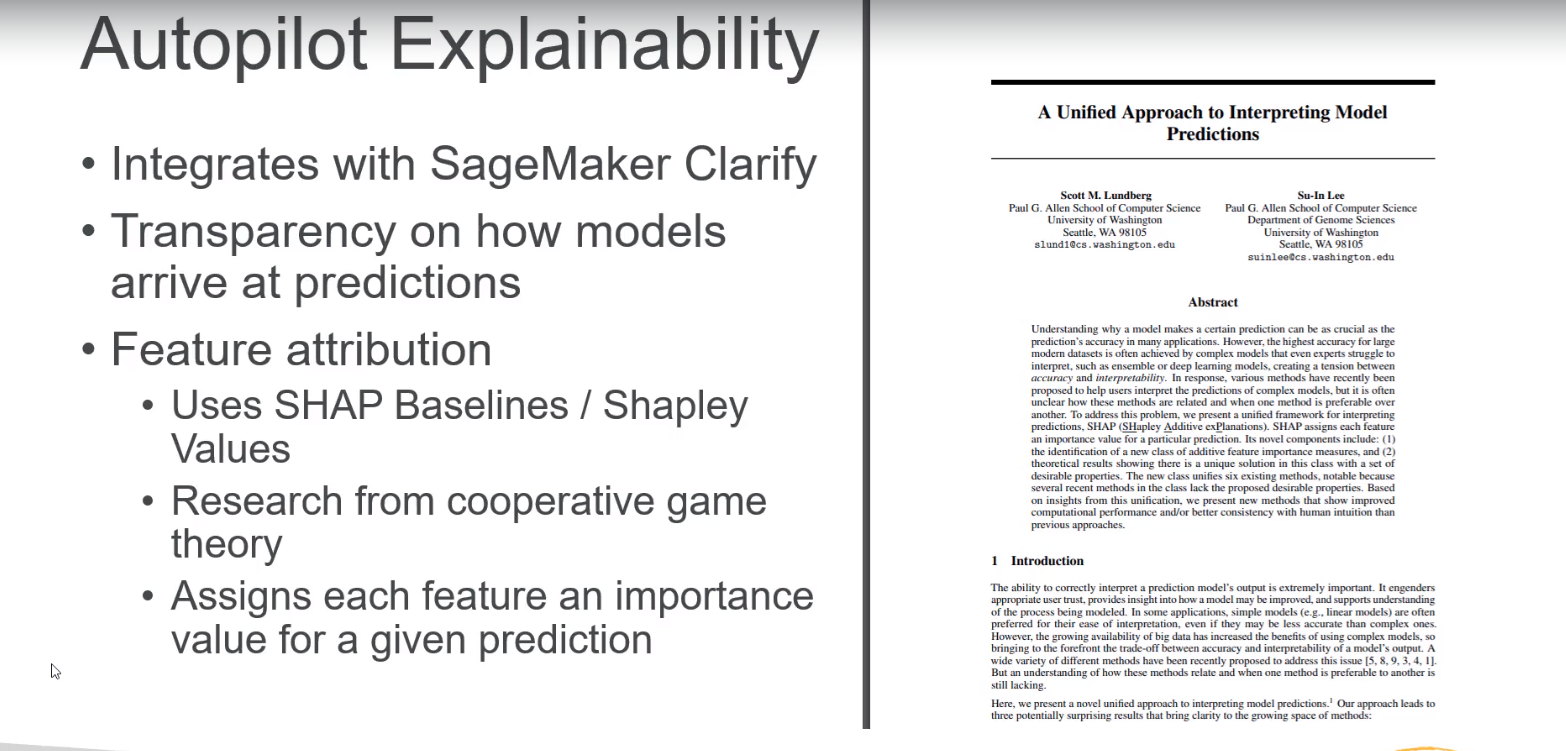 Autopilot Explainability
• Integrates with SageMaker Clarify
• Transparency on how models
arrive at predictions
• Feature attribution
• Uses SHAP Baselines / Shapley
Values
• Research from cooperative game
theory
• Assigns each feature an importance
value for a given prediction
A Unified Approach to Interpreting Model
Predictions
Scott M. Lundberg
Paul G. Allen School of Computer Science
University of Washington
Seattle, WA 98105
slund1@cs.washington.edu
Su-In Lee
Paul G. Allen School of Computer Science
Department of Genome Sciences
University of Washington
Seattle, WA 98105
suinlee@cs.washington.edu
Abstract
Understanding why a model makes a certain prediction can be as crucial as the
prediction's accuracy in many applications. However, the highest accuracy for large
modern datasets is often achieved by complex models that even experts struggle to
interpret, such as ensemble or deep learning models, creating a tension between
accuracy and interpretability. In response, various methods have recently been
proposed to help users interpret the predictions of complex models, but it is often
unclear how these methods are related and when one method is preferable over
another. To address this problem, we present a unified framework for interpreting
predictions, SHAP (SHapley Additive exPlanations). SHAP assigns each feature
an importance value for a particular prediction. Its novel components include: (1)
the identification of a new class of additive feature importance measures, and (2)
theoretical results showing there is a unique solution in this class with a set of
desirable properties. The new class unifies six existing methods, notable because
several recent methods in the class lack the proposed desirable properties. Based
on insights from this unification, we present new methods that show improved
computational performance and/or better consistency with human intuition than
previous approaches.
1 Introduction
The ability to correctly interpret a prediction model's output is extremely important. It engenders
appropriate user trust, provides insight into how a model may be improved, and supports understanding
of the process being modeled. In some applications, simple models (e.g., linear models) are often
preferred for their ease of interpretation, even if they may be less accurate than complex ones.
However, the growing availability of big data has increased the benefits of using complex models, so
bringing to the forefront the trade-off between accuracy and interpretability of a model's output. A
wide variety of different methods have been recently proposed to address this issue [5, 8, 9, 3, 4, 1].
But an understanding of how these methods relate and when one method is preferable to another is
still lacking.
Here, we present a novel unified approach to interpreting model predictions.¹ Our approach leads to
three potentially surprising results that bring clarity to the growing space of methods: